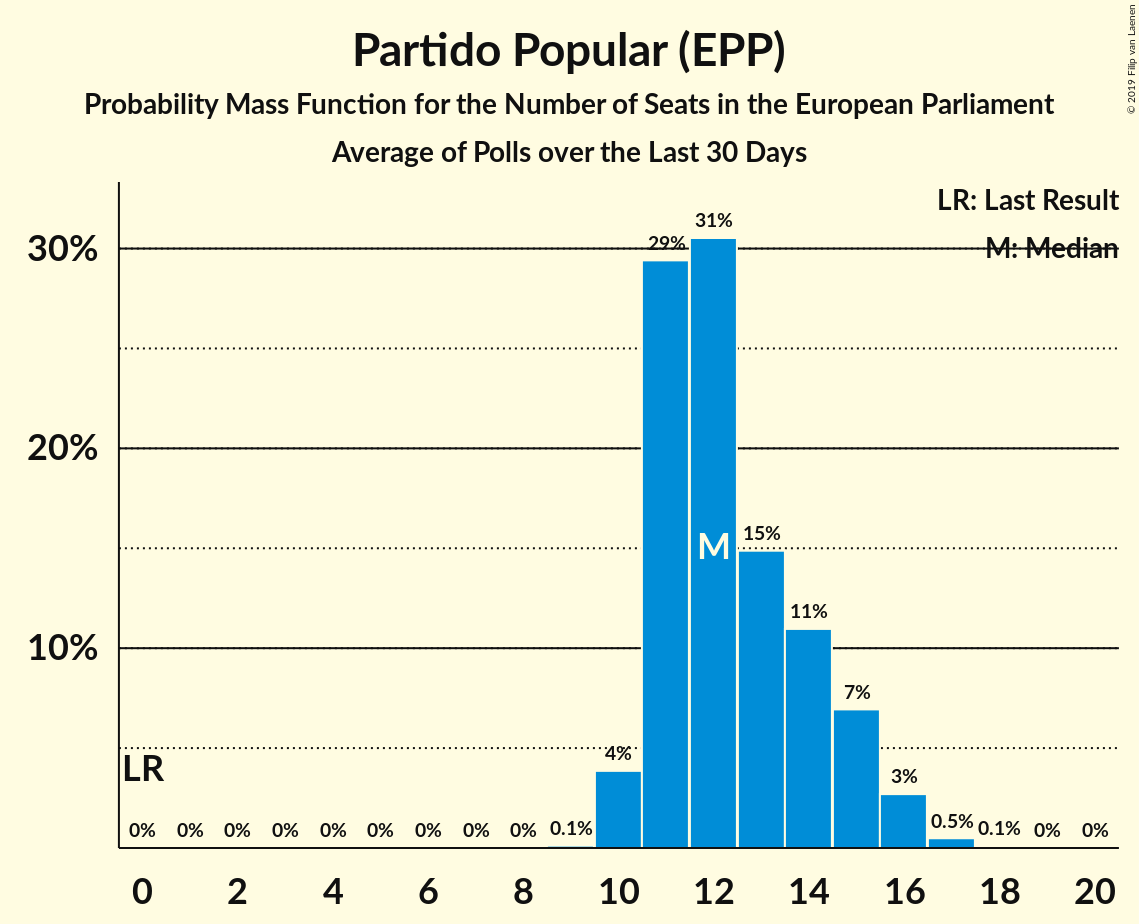 Partido Popular (EPP)
Probability Mass Function for the Number of Seats in the European Parliament
Average of Polls over the Last 30 Days
© 2019 Filip van Laenen
LR: Last Result
M: Median
30%
20%
10%
31%
29%
M
15%
11%
7%
4%
3%
LR
0% 0% 0% 0% 0% 0% 0% 0% 0% 0.1% 0.5% 0.1% 0% 0%
0 2 4 6 8 10 12 14 16 18 20